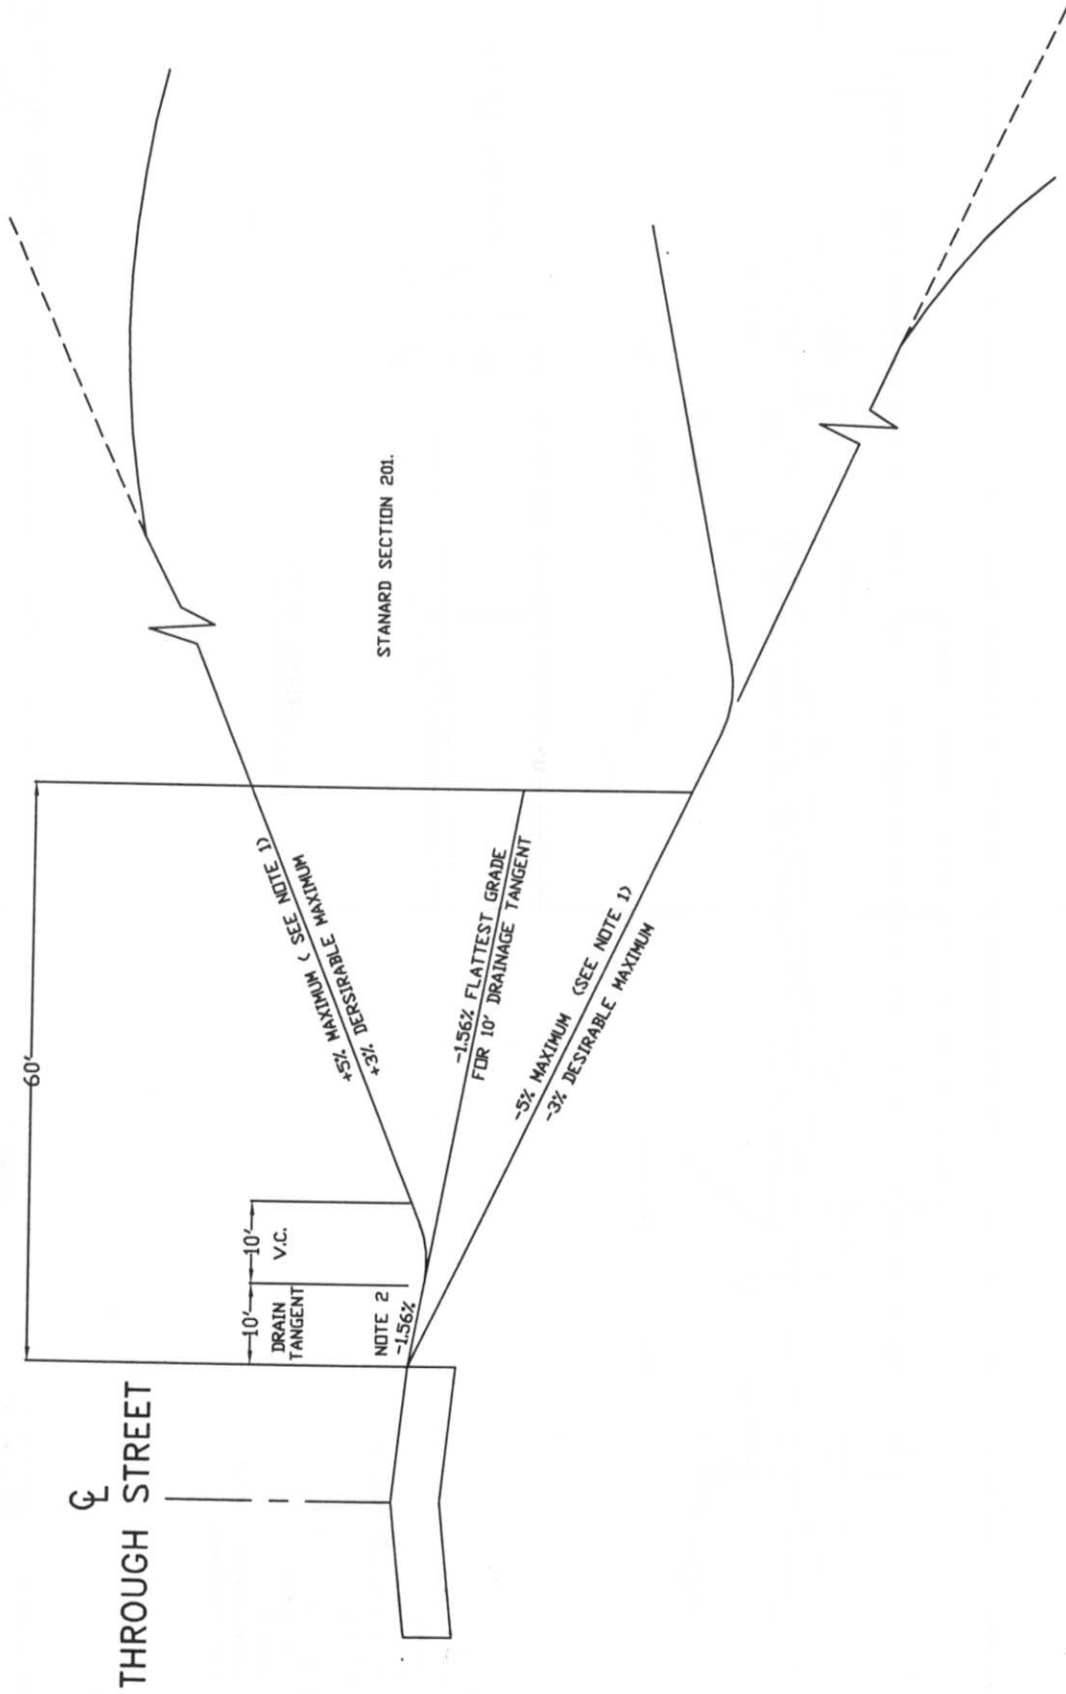 60'
℄
THROUGH STREET
10'
10'
DRAIN
TANGENT
V.C.
NOTE 2
-1.56%
+5% MAXIMUM ( SEE NOTE 1)
+3% DERSIRABLE MAXIMUM
-1.56% FLATTEST GRADE
FOR 10' DRAINAGE TANGENT
-5% MAXIMUM (SEE NOTE 1)
-3% DESIRABLE MAXIMUM
STANARD SECTION 201.